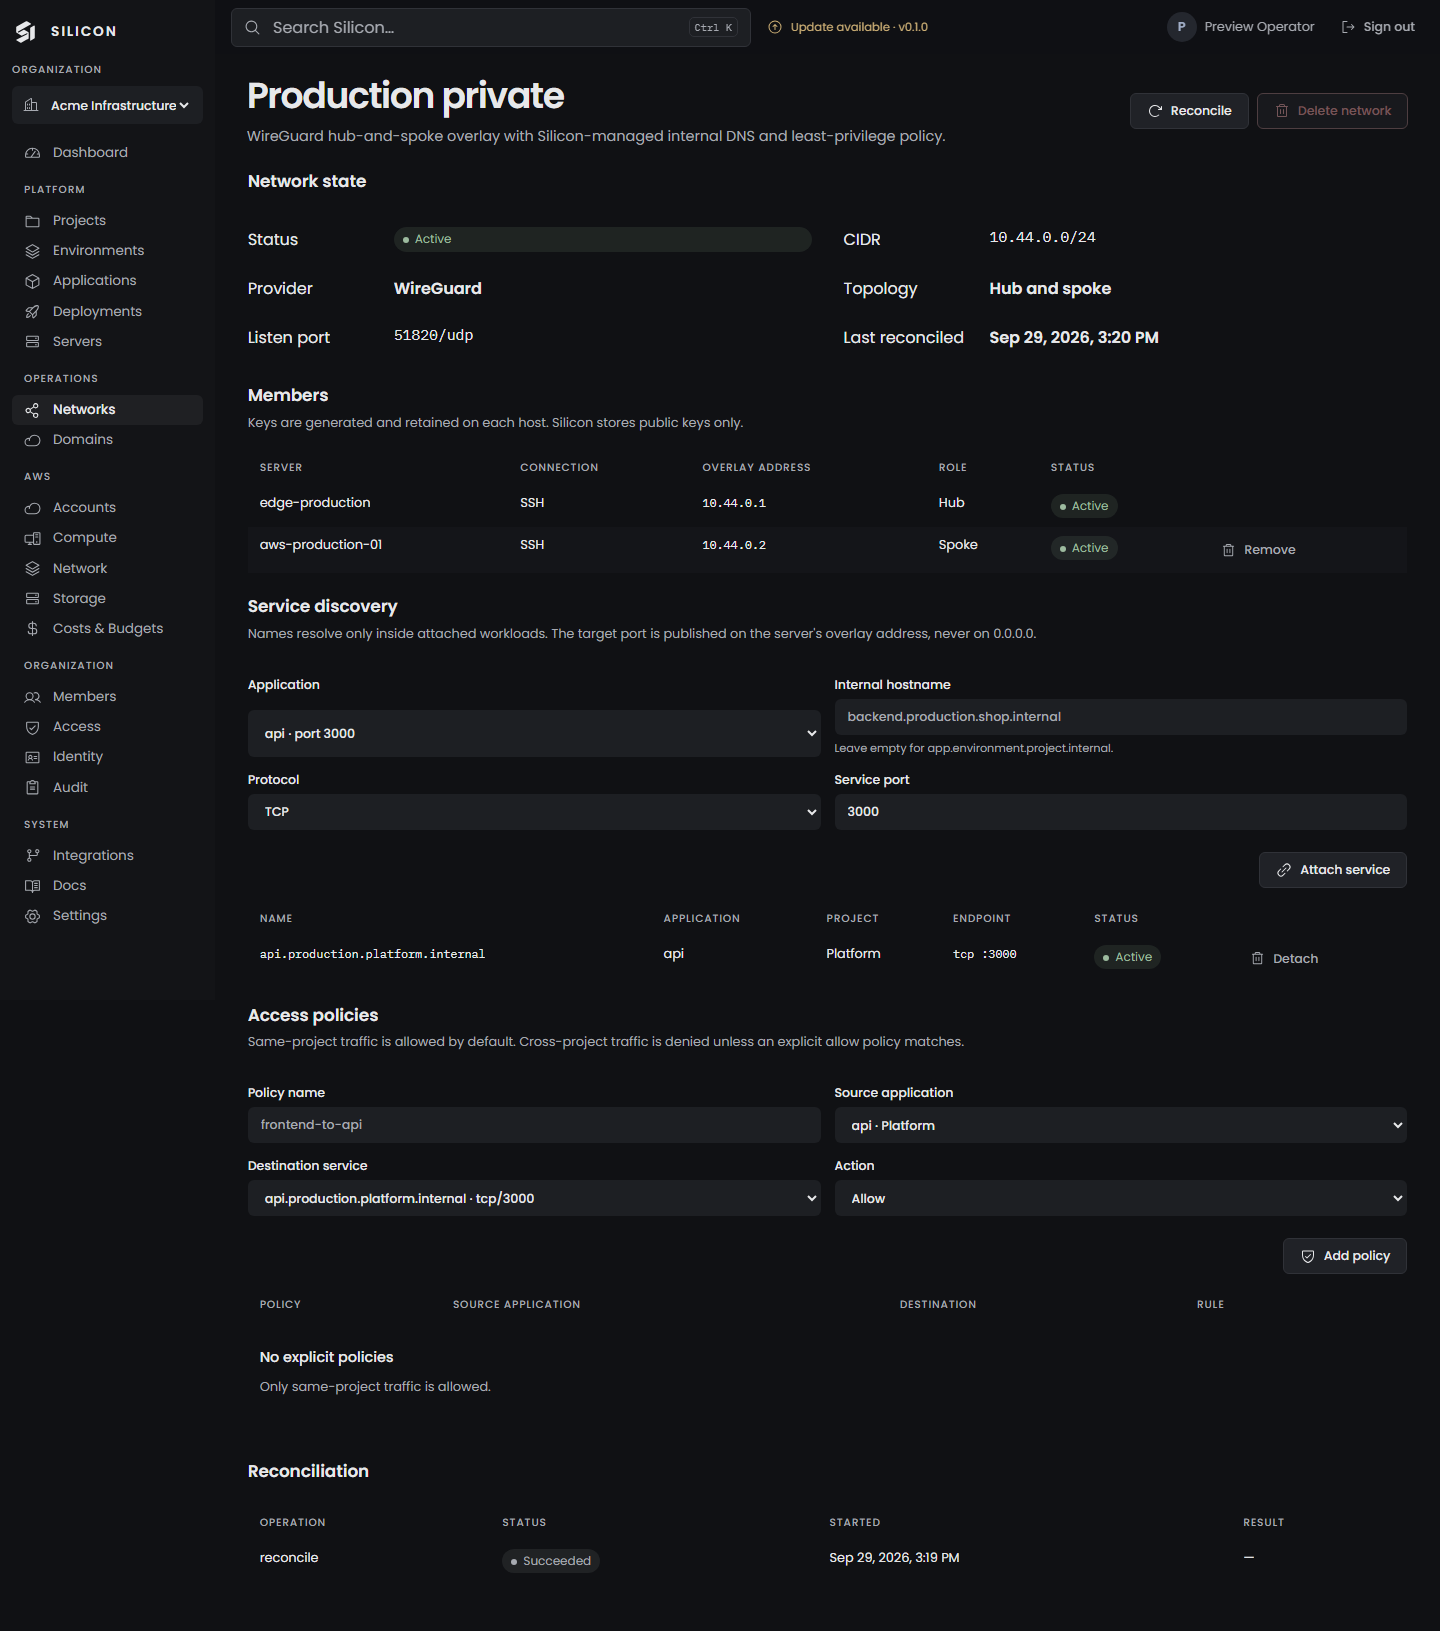 SILICON
ORGANIZATION
Acme Infrastructure
Dashboard
PLATFORM
Projects
Environments
Applications
Deployments
Servers
OPERATIONS
Networks
Domains
AWS
Accounts
Compute
Network
Storage
Costs & Budgets
ORGANIZATION
Members
Access
Identity
Audit
SYSTEM
Integrations
Docs
Settings
Search Silicon... Ctrl K
Update available · v0.1.0
P Preview Operator
Sign out
Production private
WireGuard hub-and-spoke overlay with Silicon-managed internal DNS and least-privilege policy.
Reconcile
Delete network
Network state
Status Active CIDR 10.44.0.0/24
Provider WireGuard Topology Hub and spoke
Listen port 51820/udp Last reconciled Sep 29, 2026, 3:20 PM
Members
Keys are generated and retained on each host. Silicon stores public keys only.
SERVER CONNECTION OVERLAY ADDRESS ROLE STATUS
edge-production SSH 10.44.0.1 Hub Active
aws-production-01 SSH 10.44.0.2 Spoke Active Remove
Service discovery
Names resolve only inside attached workloads. The target port is published on the server's overlay address, never on 0.0.0.0.
Application Internal hostname
api · port 3000 backend.production.shop.internal
Leave empty for app.environment.project.internal.
Protocol Service port
TCP 3000
Attach service
NAME APPLICATION PROJECT ENDPOINT STATUS
api.production.platform.internal api Platform tcp :3000 Active Detach
Access policies
Same-project traffic is allowed by default. Cross-project traffic is denied unless an explicit allow policy matches.
Policy name Source application
frontend-to-api api · Platform
Destination service Action
api.production.platform.internal · tcp/3000 Allow
Add policy
POLICY SOURCE APPLICATION DESTINATION RULE
No explicit policies
Only same-project traffic is allowed.
Reconciliation
OPERATION STATUS STARTED RESULT
reconcile Succeeded Sep 29, 2026, 3:19 PM —